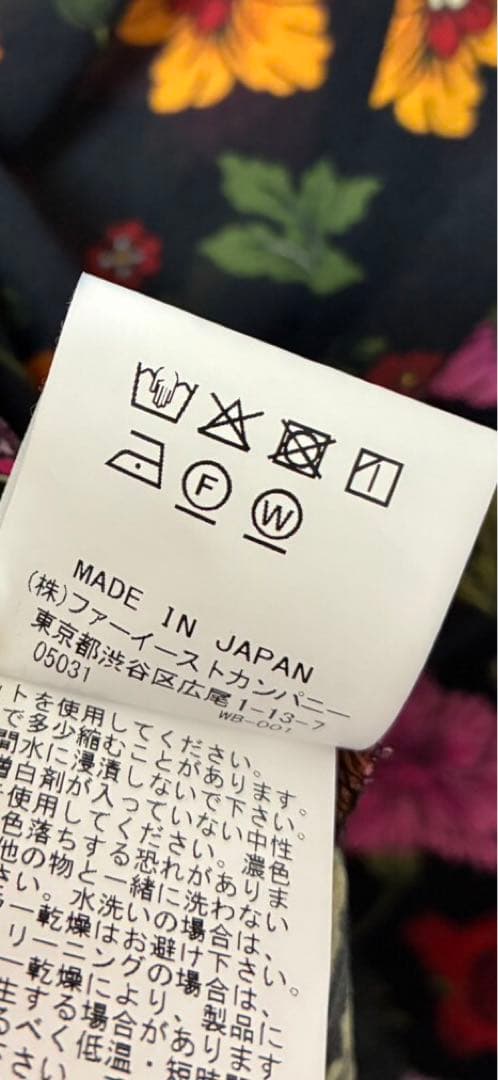 F W
MADE IN JAPAN
(株)ファーイーストカンパニー
東京都渋谷区広尾1-13-7
05031
WB-001
トを使用してください。
で多少縮むことがあります。
間水に浸漬しないで下さい。
増白剤が入っていない中性
使用してください。濃色
色落ちする恐れがありま
他の物と一緒に洗わない
さい。水洗いの場合は、
ラー乾燥はお避け下さい。
リーニングの場合は、
ー乾燥により、製品に
生する場合があります
るべく低温・短時間